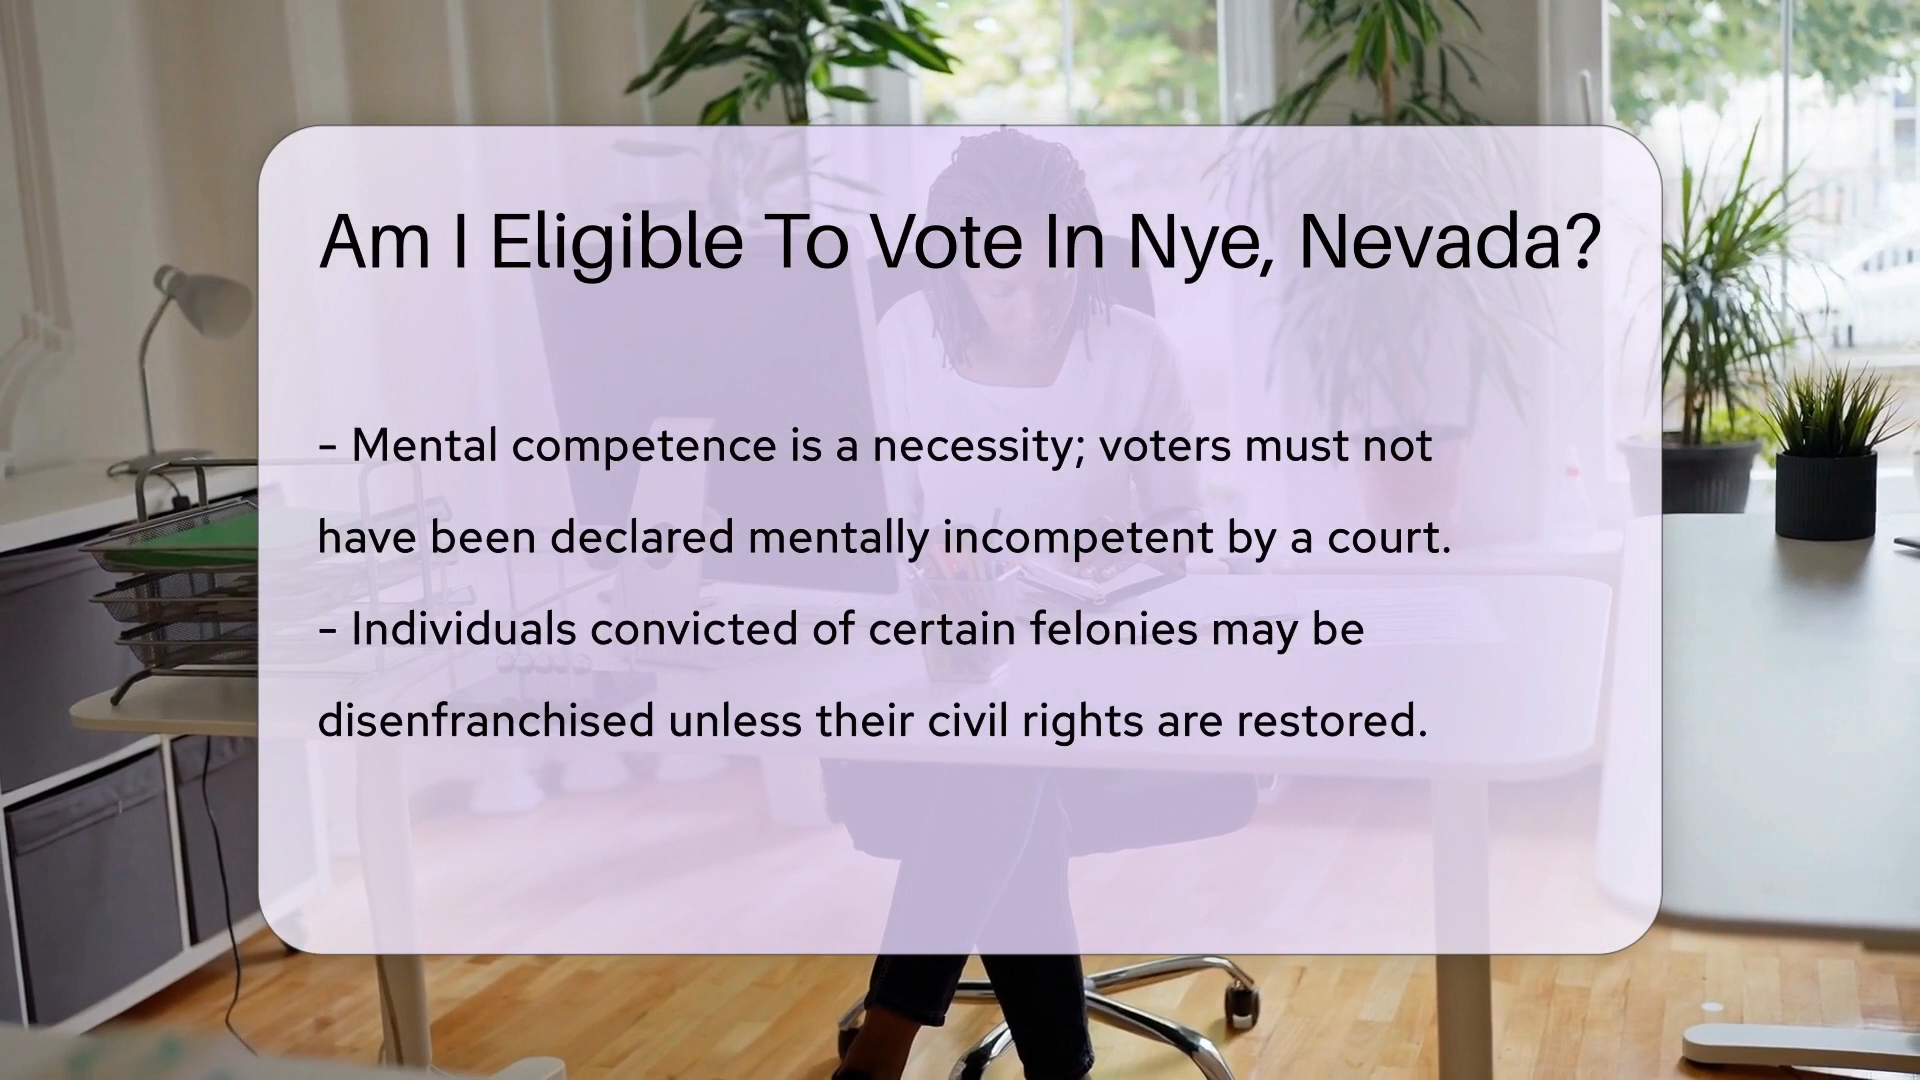 Am I Eligible To Vote In Nye, Nevada?
– Mental competence is a necessity; voters must not
have been declared mentally incompetent by a court.
– Individuals convicted of certain felonies may be
disenfranchised unless their civil rights are restored.